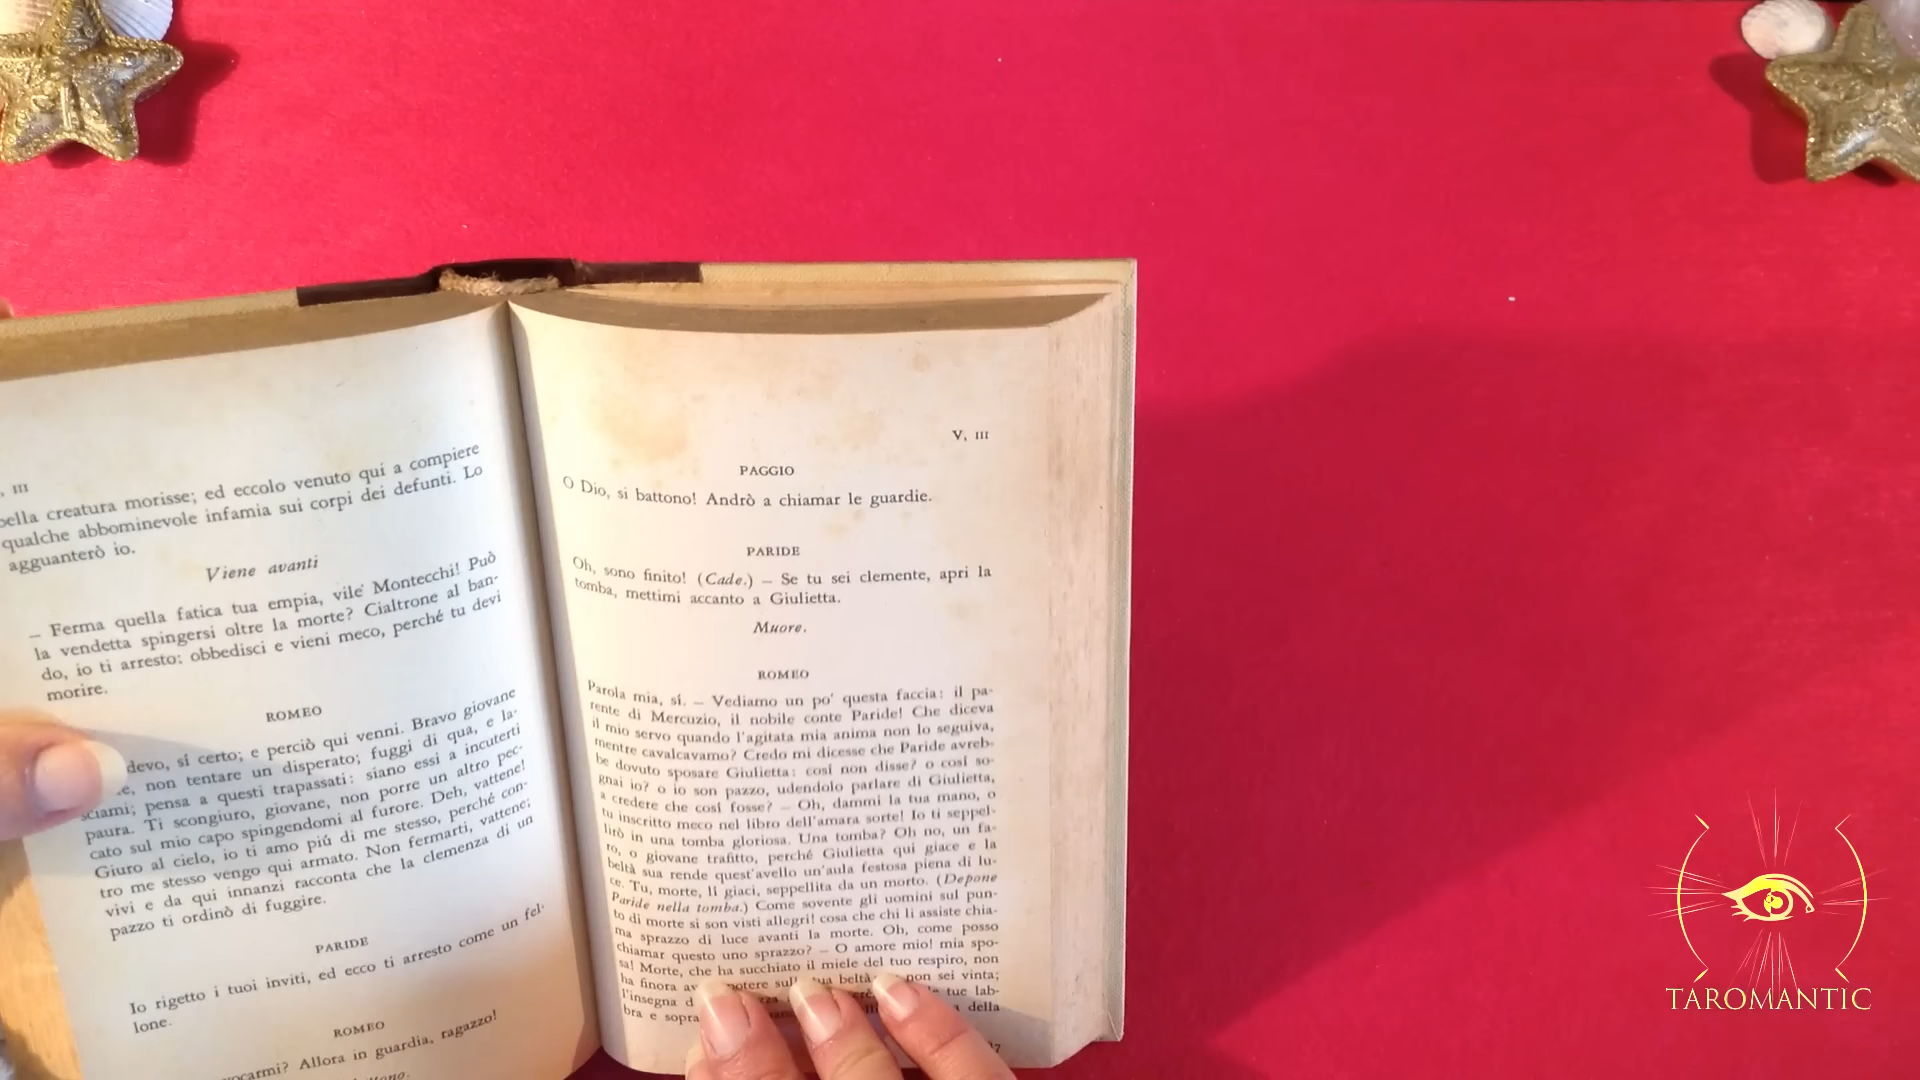 , III
bella creatura morisse; ed eccolo venuto qui a compiere
qualche abbominevole infamia sui corpi dei defunti. Lo
agguanterò io.
Viene avanti
– Ferma quella fatica tua empia, vile Montecchi! Può
la vendetta spingersi oltre la morte? Cialtrone al ban-
do, io ti arresto: obbedisci e vieni meco, perché tu devi
morire.
ROMEO
devo, sí certo; e perciò qui venni. Bravo giovane
non tentare un disperato; fuggi di qua, e la-
sciami; pensa a questi trapassati: siano essi a incuterti
paura. Ti scongiuro, giovane, non porre un altro pec-
cato sul mio capo spingendomi al furore. Deh, vattene!
Giuro al cielo, io ti amo piú di me stesso, perché con-
tro me stesso vengo qui armato. Non fermarti, vattene;
vivi e da qui innanzi racconta che la clemenza di un
pazzo ti ordinò di fuggire.
PARIDE
Io rigetto i tuoi inviti, ed ecco ti arresto come un fel-
lone.
ROMEO
Allora in guardia, ragazzo!
V, III
PAGGIO
O Dio, si battono! Andrò a chiamar le guardie.
PARIDE
Oh, sono finito! (Cade.) – Se tu sei clemente, apri la
tomba, mettimi accanto a Giulietta.
Muore.
ROMEO
Parola mia, sí. – Vediamo un po' questa faccia: il pa-
rente di Mercuzio, il nobile conte Paride! Che diceva
il mio servo quando l'agitata mia anima non lo seguiva,
mentre cavalcavamo? Credo mi dicesse che Paride avreb-
be dovuto sposare Giulietta: cosí non disse? o cosí so-
gnai io? o io son pazzo, udendolo parlare di Giulietta,
a credere che cosí fosse? – Oh, dammi la tua mano, o
tu inscritto meco nel libro dell'amara sorte! Io ti seppel-
lirò in una tomba gloriosa. Una tomba? Oh no, un fa-
ro, o giovane trafitto, perché Giulietta qui giace e la
beltà sua rende quest'avello un'aula festosa piena di lu-
ce. Tu, morte, lí giaci, seppellita da un morto. (Depone
Paride nella tomba.) Come sovente gli uomini sul pun-
to di morte si son visti allegri! cosa che chi li assiste chia-
ma sprazzo di luce avanti la morte. Oh, come posso
chiamar questo uno sprazzo? – O amore mio! mia spo-
sa! Morte, che ha succhiato il miele del tuo respiro, non
ha finora potere tua beltà non sei vinta;
l'insegna tue lab-
bra e sopra della
TAROMANTIC